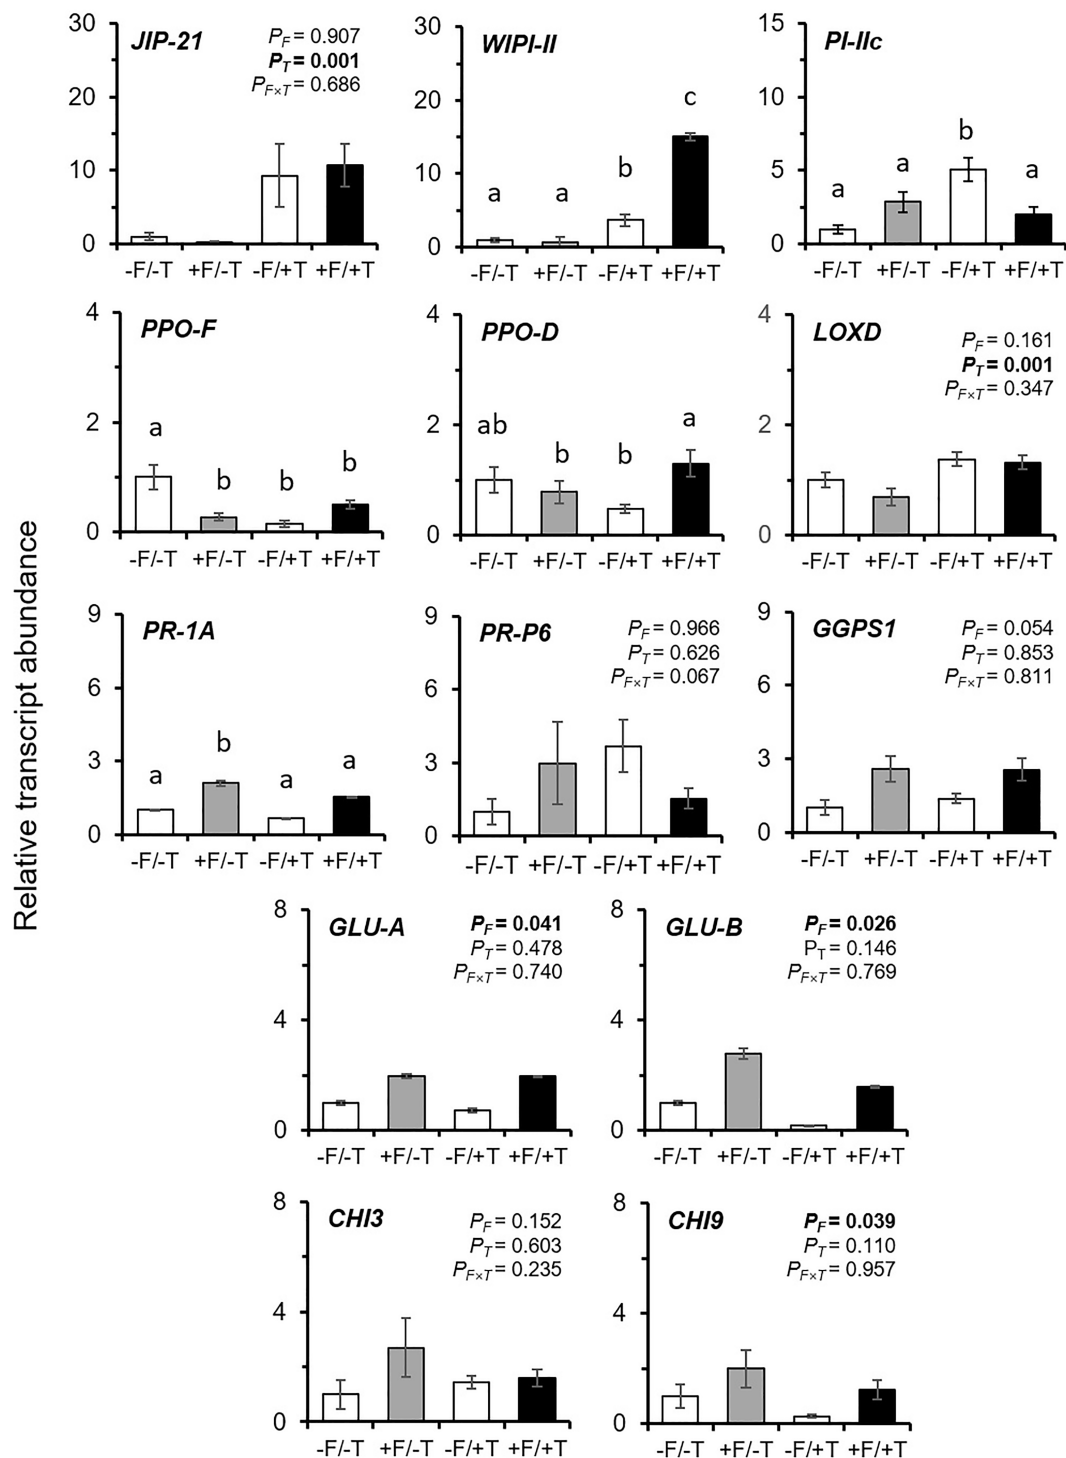 Relative transcript abundance
JIP-21
P_F = 0.907
P_T = 0.001
P_F×T = 0.686
30
20
10
0
-F/-T +F/-T -F/+T +F/+T
WIPI-II
30
20
10
0
a a b c
-F/-T +F/-T -F/+T +F/+T
PI-IIc
15
10
5
0
a a b a
-F/-T +F/-T -F/+T +F/+T
PPO-F
4
2
0
a b b b
-F/-T +F/-T -F/+T +F/+T
PPO-D
4
2
0
ab b b a
-F/-T +F/-T -F/+T +F/+T
LOXD
P_F = 0.161
P_T = 0.001
P_F×T = 0.347
4
2
0
-F/-T +F/-T -F/+T +F/+T
PR-1A
9
6
3
0
a b a a
-F/-T +F/-T -F/+T +F/+T
PR-P6
P_F = 0.966
P_T = 0.626
P_F×T = 0.067
9
6
3
0
-F/-T +F/-T -F/+T +F/+T
GGPS1
P_F = 0.054
P_T = 0.853
P_F×T = 0.811
9
6
3
0
-F/-T +F/-T -F/+T +F/+T
GLU-A
P_F = 0.041
P_T = 0.478
P_F×T = 0.740
8
4
0
-F/-T +F/-T -F/+T +F/+T
GLU-B
P_F = 0.026
P_T = 0.146
P_F×T = 0.769
8
4
0
-F/-T +F/-T -F/+T +F/+T
CHI3
P_F = 0.152
P_T = 0.603
P_F×T = 0.235
8
4
0
-F/-T +F/-T -F/+T +F/+T
CHI9
P_F = 0.039
P_T = 0.110
P_F×T = 0.957
8
4
0
-F/-T +F/-T -F/+T +F/+T